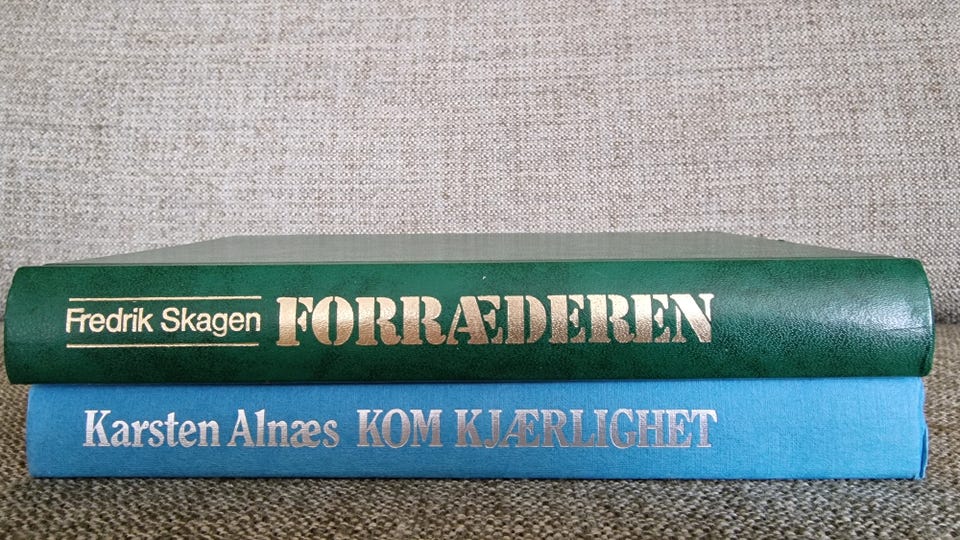 Fredrik Skagen FORRÆDEREN
Karsten Alnæs KOM KJÆRLIGHET